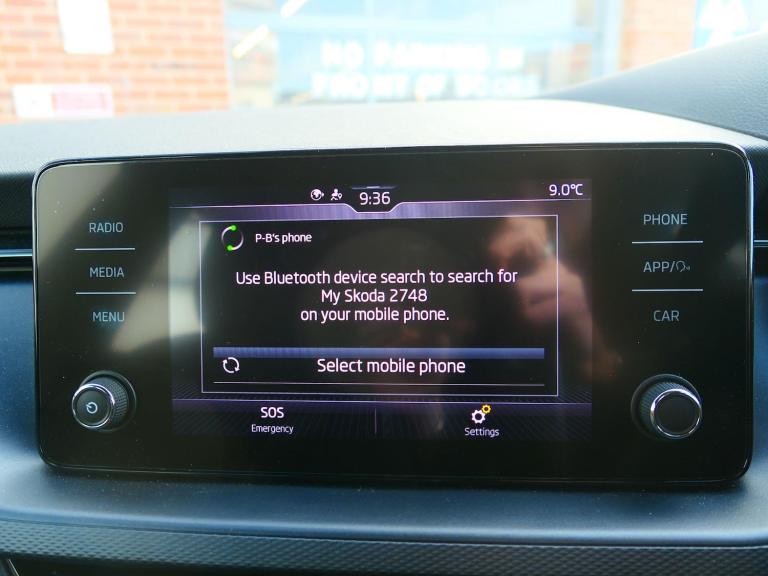 NO PARKING IN
FRONT OF DOORS
9:36
9.0°C
RADIO
MEDIA
MENU
P-B's phone
Use Bluetooth device search to search for
My Skoda 2748
on your mobile phone.
Select mobile phone
SOS
Emergency
Settings
PHONE
APP/
CAR